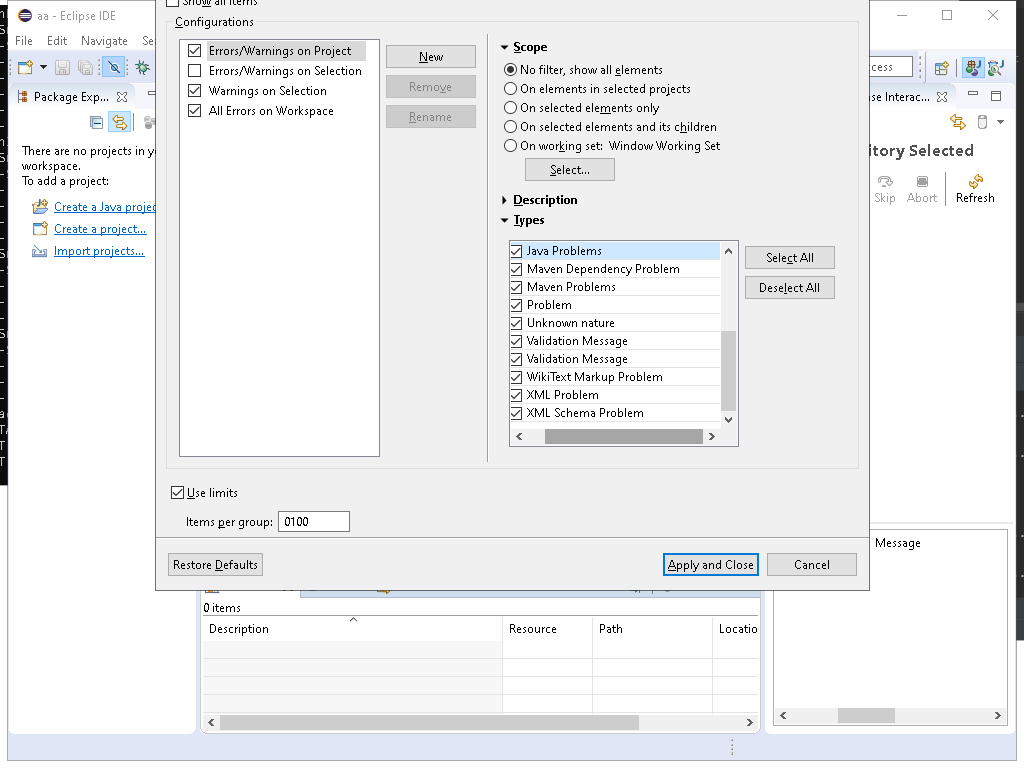 aa - Eclipse IDE
File Edit Navigate Se
Package Exp...
There are no projects in y
workspace.
To add a project:
Create a Java projec
Create a project...
Import projects...
Show all items
Configurations
Errors/Warnings on Project
Errors/Warnings on Selection
Warnings on Selection
All Errors on Workspace
New
Remove
Rename
Scope
No filter, show all elements
On elements in selected projects
On selected elements only
On selected elements and its children
On working set: Window Working Set
Select...
Description
Types
Java Problems
Maven Dependency Problem
Maven Problems
Problem
Unknown nature
Validation Message
Validation Message
WikiText Markup Problem
XML Problem
XML Schema Problem
Select All
Deselect All
Use limits
Items per group: 0100
Restore Defaults
Apply and Close
Cancel
cess
se Interac...
itory Selected
Skip Abort Refresh
Message
0 items
Description Resource Path Locatio